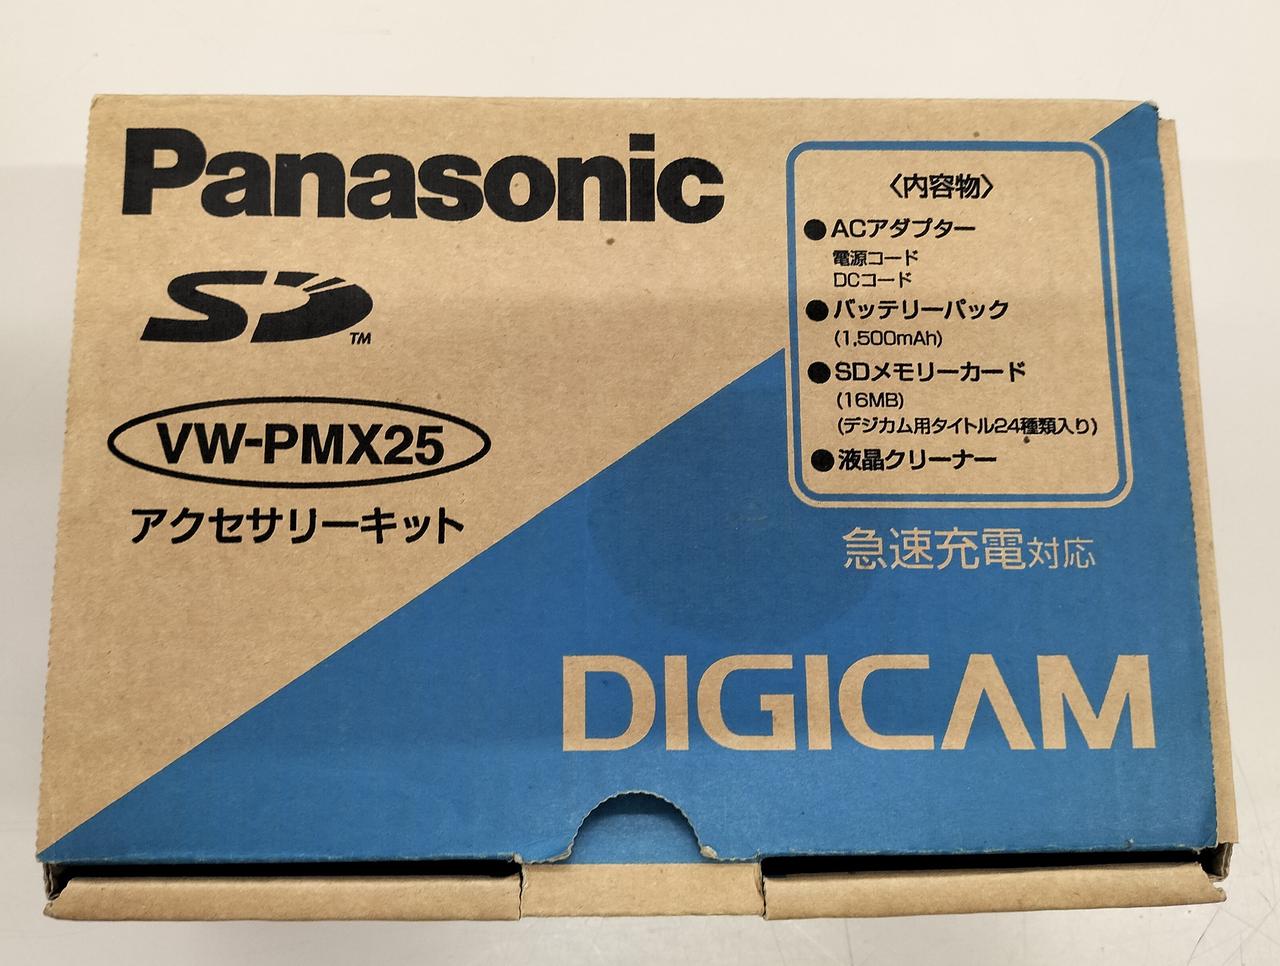 Panasonic
SD™
VW-PMX25
アクセサリーキット
〈内容物〉
●ACアダプター
電源コード
DCコード
●バッテリーパック
(1,500mAh)
●SDメモリーカード
(16MB)
(デジカム用タイトル24種類入り)
●液晶クリーナー
急速充電対応
DIGICAM